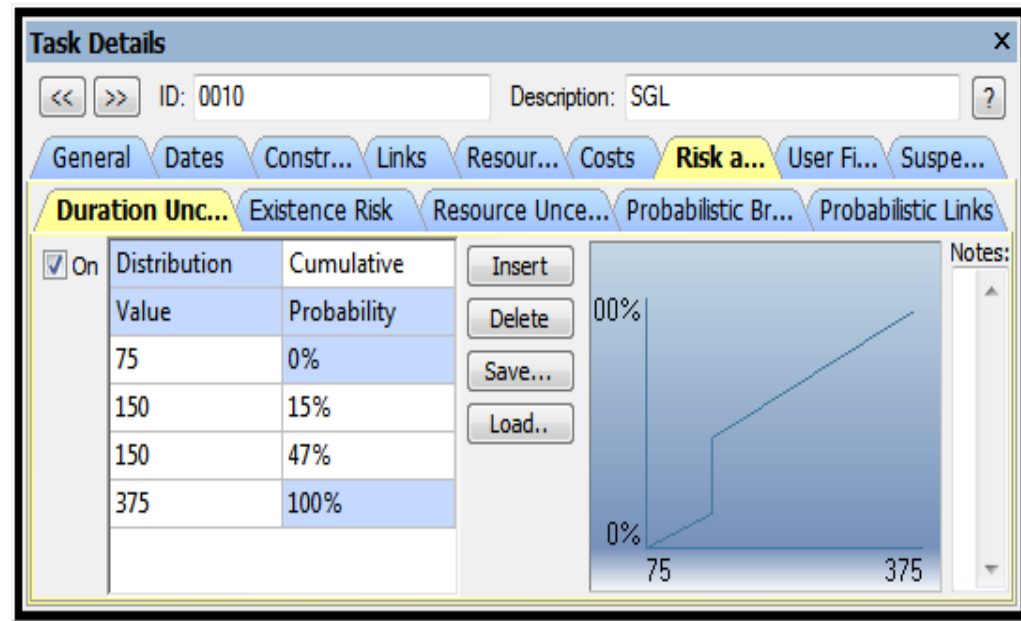 Task Details X
<< >> ID: 0010 Description: SGL ?
General Dates Constr... Links Resour... Costs Risk a... User Fi... Suspe...
Duration Unc... Existence Risk Resource Unce... Probabilistic Br... Probabilistic Links
On Distribution Cumulative Insert Notes:
Value Probability Delete 00%
75 0% Save...
150 15% Load..
150 47%
375 100%
0%
75 375